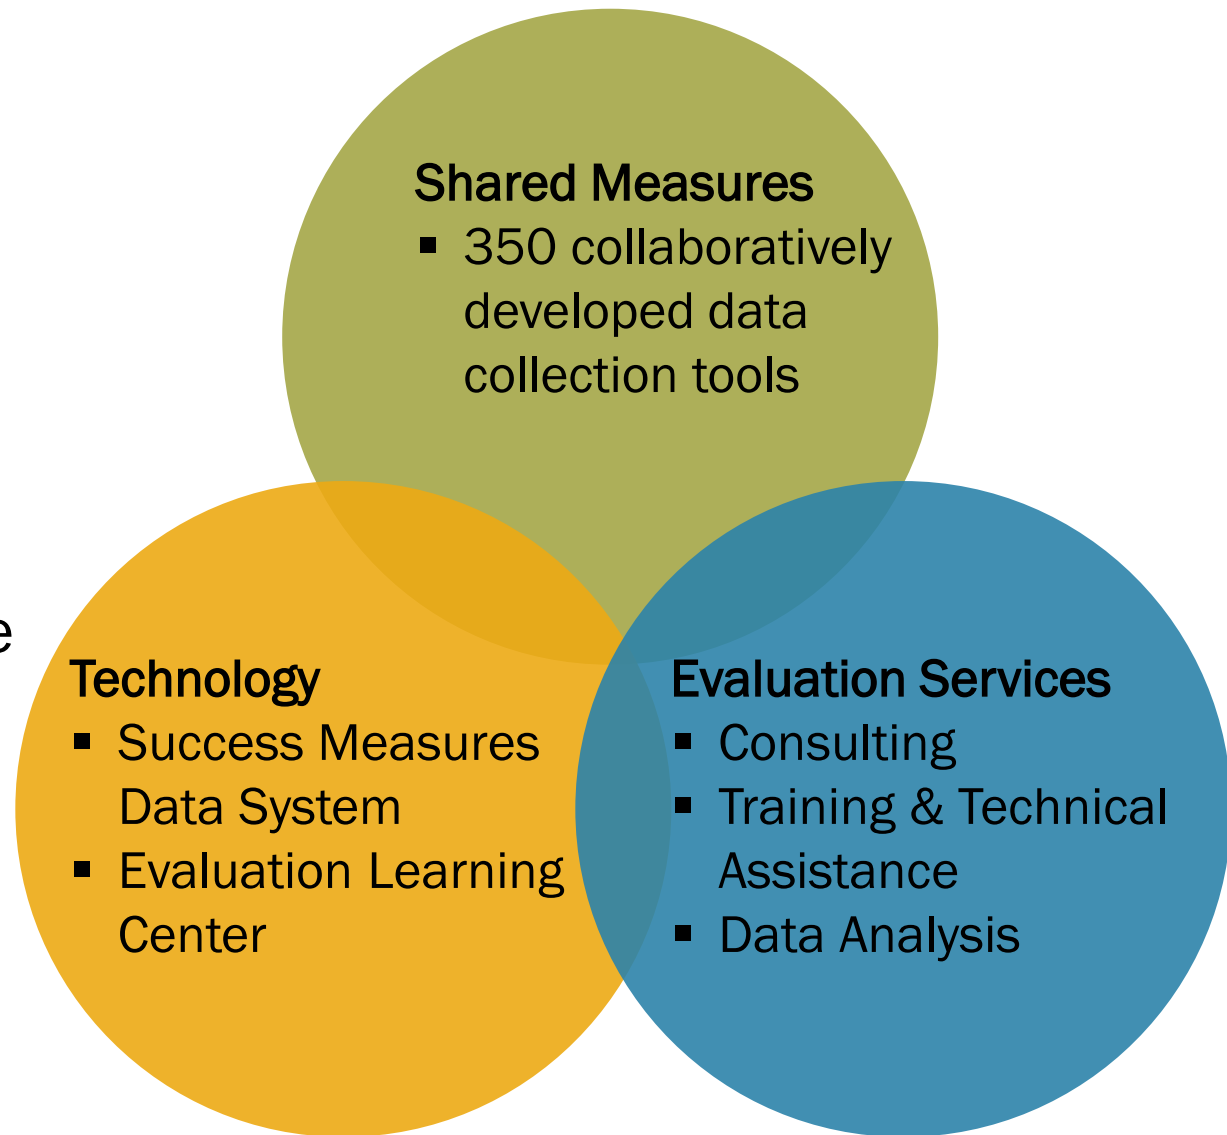 Shared Measures
▪ 350 collaboratively
developed data
collection tools
e
Technology
▪ Success Measures
Data System
▪ Evaluation Learning
Center
Evaluation Services
▪ Consulting
▪ Training & Technical
Assistance
▪ Data Analysis